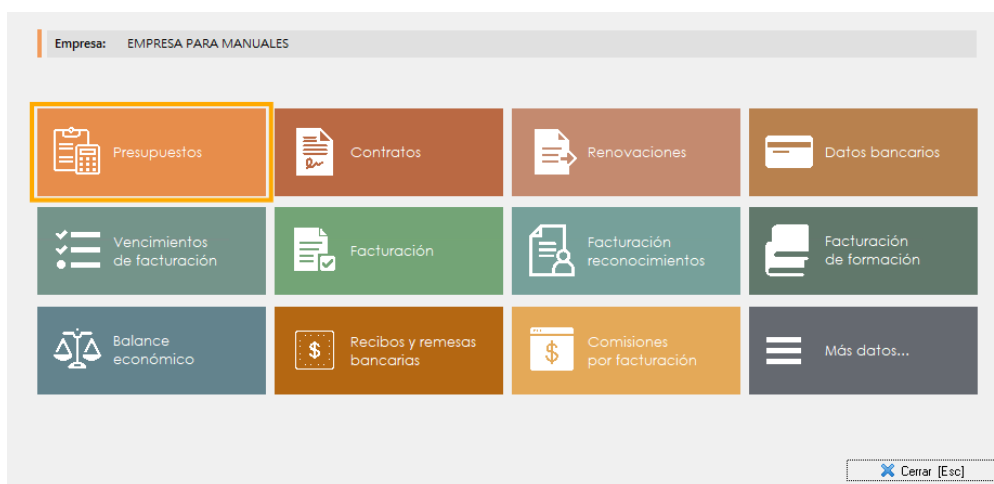 Empresa: EMPRESA PARA MANUALES
Presupuestos
Contratos
Renovaciones
Datos bancarios
Vencimientos
de facturación
Facturación
Facturación
reconocimientos
Facturación
de formación
Balance
económico
Recibos y remesas
bancarias
Comisiones
por facturación
Más datos...
Cerrar [Esc]